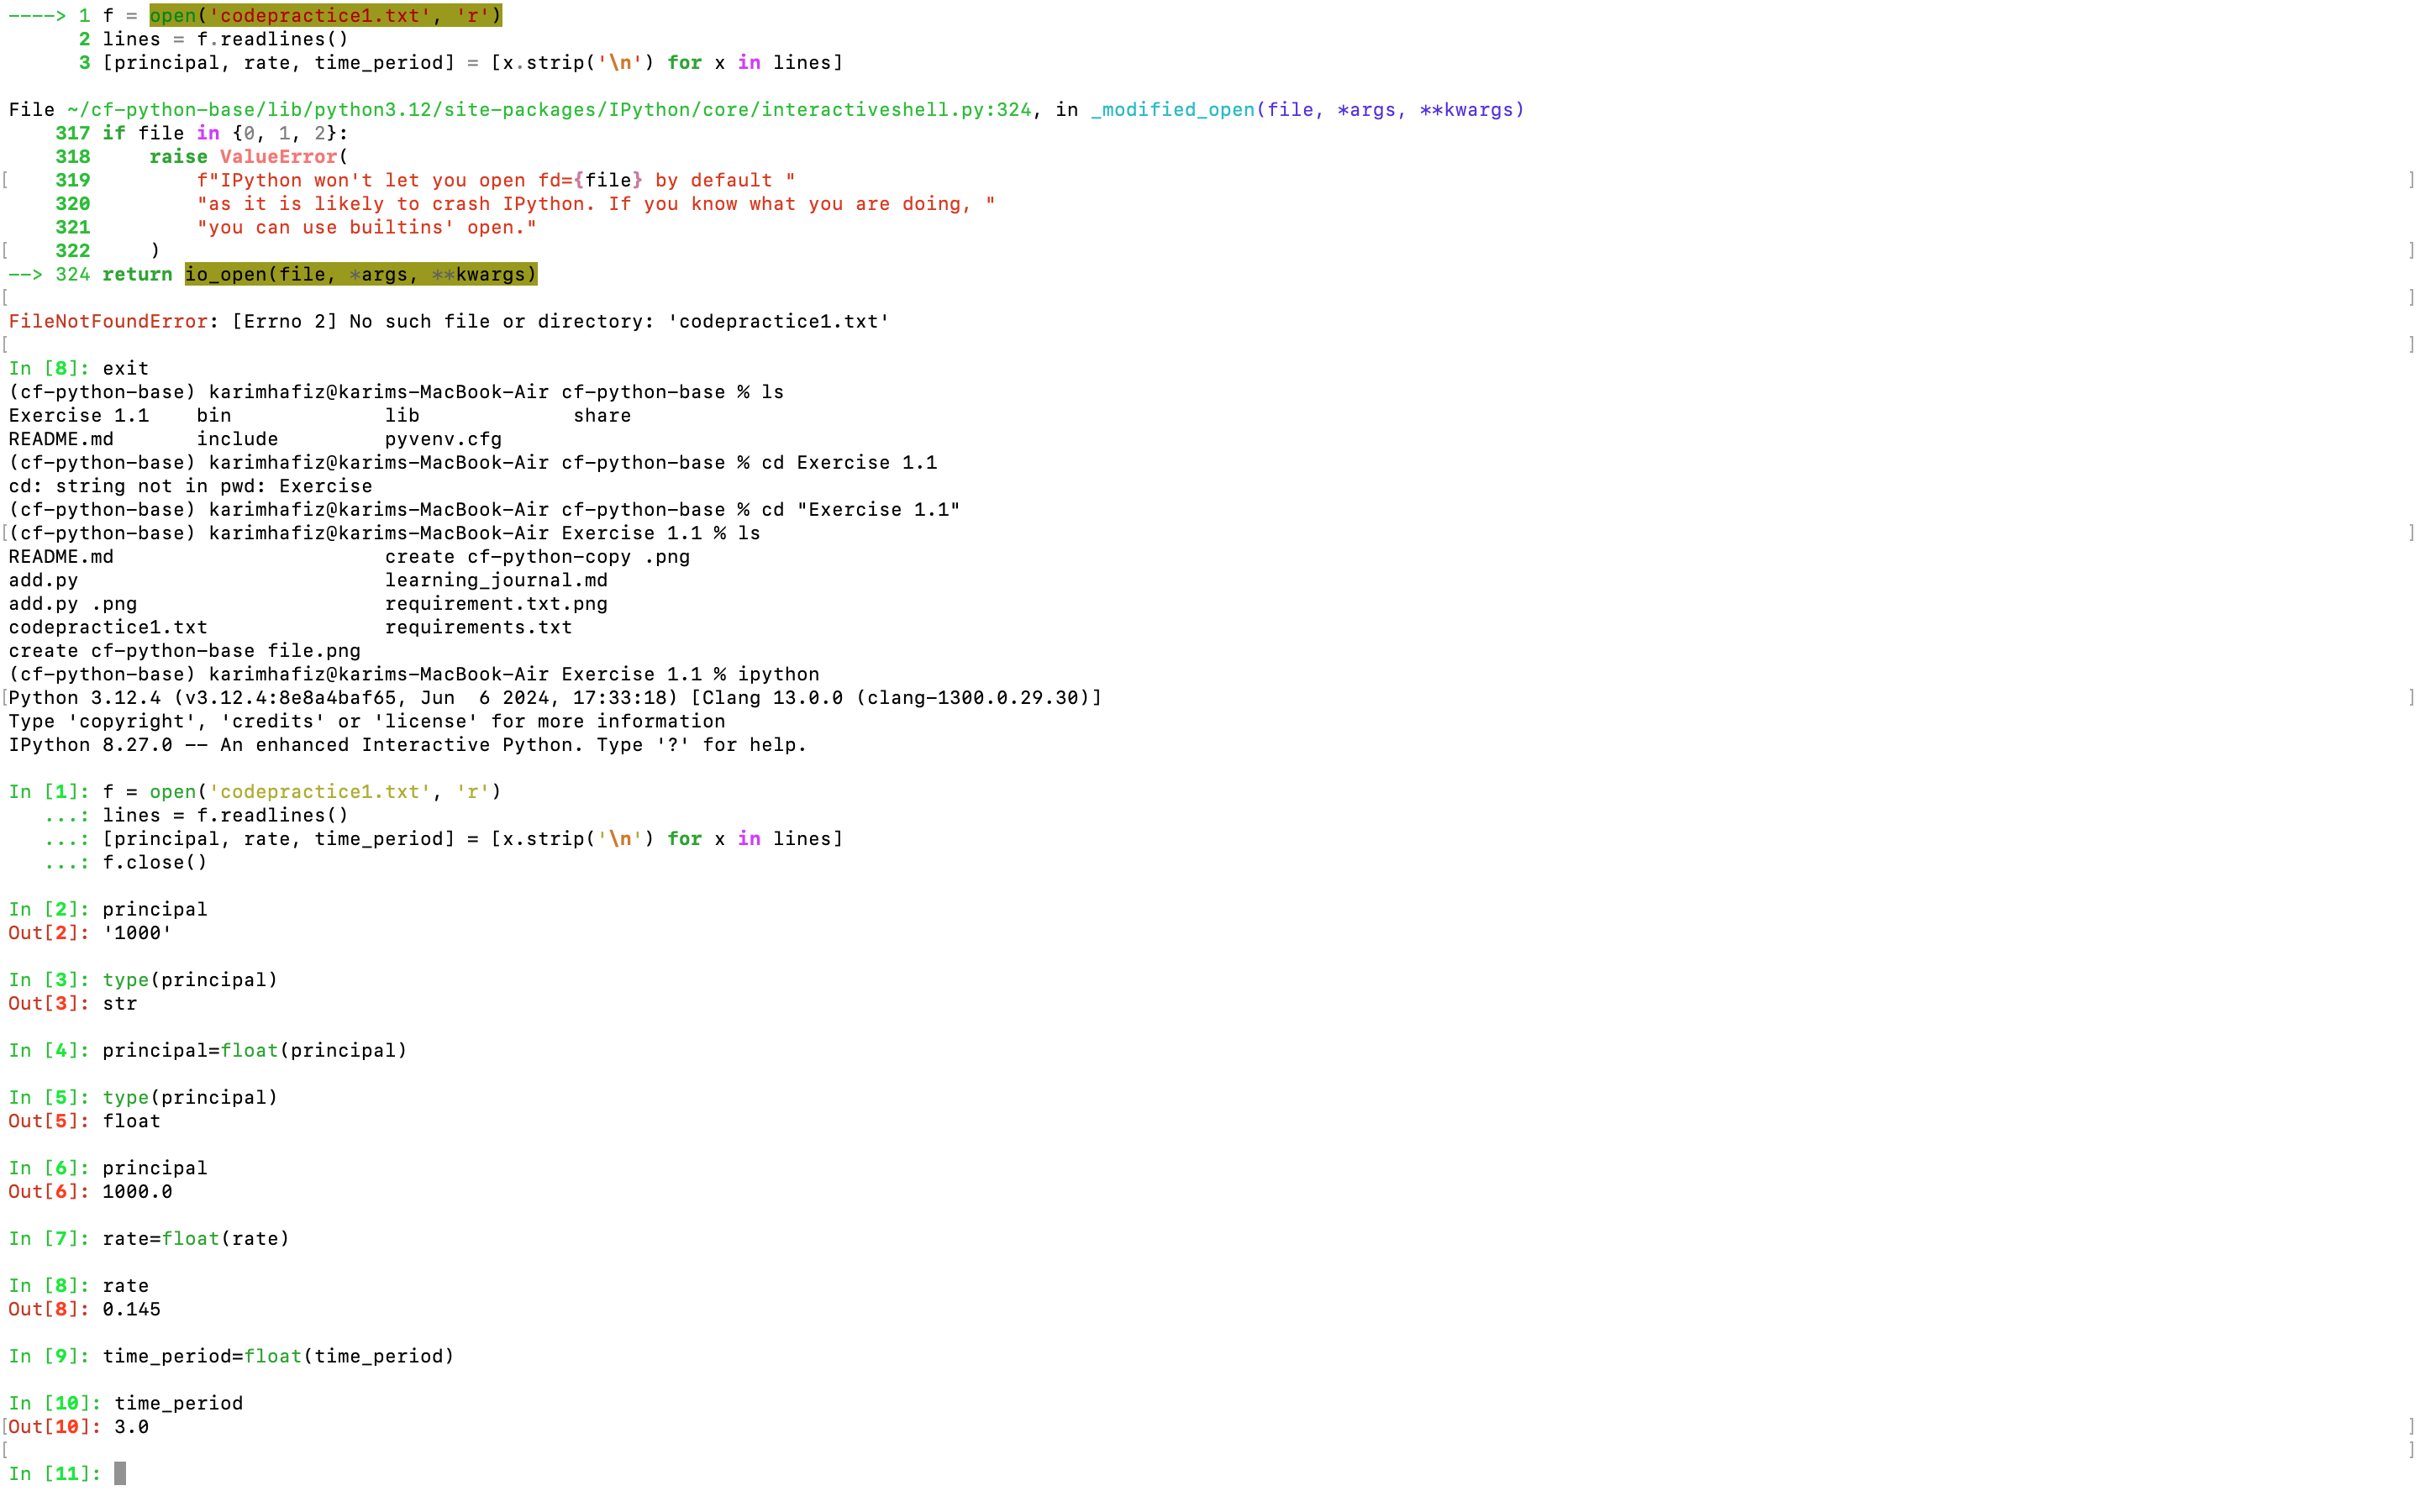 ----> 1 f = open('codepractice1.txt', 'r')
      2 lines = f.readlines()
      3 [principal, rate, time_period] = [x.strip('\n') for x in lines]

File ~/cf-python-base/lib/python3.12/site-packages/IPython/core/interactiveshell.py:324, in _modified_open(file, *args, **kwargs)
    317 if file in {0, 1, 2}:
    318     raise ValueError(
[   319         f"IPython won't let you open fd={file} by default "   ]
    320         "as it is likely to crash IPython. If you know what you are doing, "
    321         "you can use builtins' open."
[   322     )   ]
--> 324 return io_open(file, *args, **kwargs)
[   ]
FileNotFoundError: [Errno 2] No such file or directory: 'codepractice1.txt'
[   ]
In [8]: exit
(cf-python-base) karimhafiz@karims-MacBook-Air cf-python-base % ls
Exercise 1.1    bin             lib             share
README.md       include         pyvenv.cfg
(cf-python-base) karimhafiz@karims-MacBook-Air cf-python-base % cd Exercise 1.1
cd: string not in pwd: Exercise
(cf-python-base) karimhafiz@karims-MacBook-Air cf-python-base % cd "Exercise 1.1"
[(cf-python-base) karimhafiz@karims-MacBook-Air Exercise 1.1 % ls   ]
README.md                       create cf-python-copy .png
add.py                          learning_journal.md
add.py .png                     requirement.txt.png
codepractice1.txt               requirements.txt
create cf-python-base file.png
(cf-python-base) karimhafiz@karims-MacBook-Air Exercise 1.1 % ipython
[Python 3.12.4 (v3.12.4:8e8a4baf65, Jun  6 2024, 17:33:18) [Clang 13.0.0 (clang-1300.0.29.30)]   ]
Type 'copyright', 'credits' or 'license' for more information
IPython 8.27.0 -- An enhanced Interactive Python. Type '?' for help.

In [1]: f = open('codepractice1.txt', 'r')
   ...: lines = f.readlines()
   ...: [principal, rate, time_period] = [x.strip('\n') for x in lines]
   ...: f.close()

In [2]: principal
Out[2]: '1000'

In [3]: type(principal)
Out[3]: str

In [4]: principal=float(principal)

In [5]: type(principal)
Out[5]: float

In [6]: principal
Out[6]: 1000.0

In [7]: rate=float(rate)

In [8]: rate
Out[8]: 0.145

In [9]: time_period=float(time_period)

In [10]: time_period
[Out[10]: 3.0   ]
[   ]
In [11]: